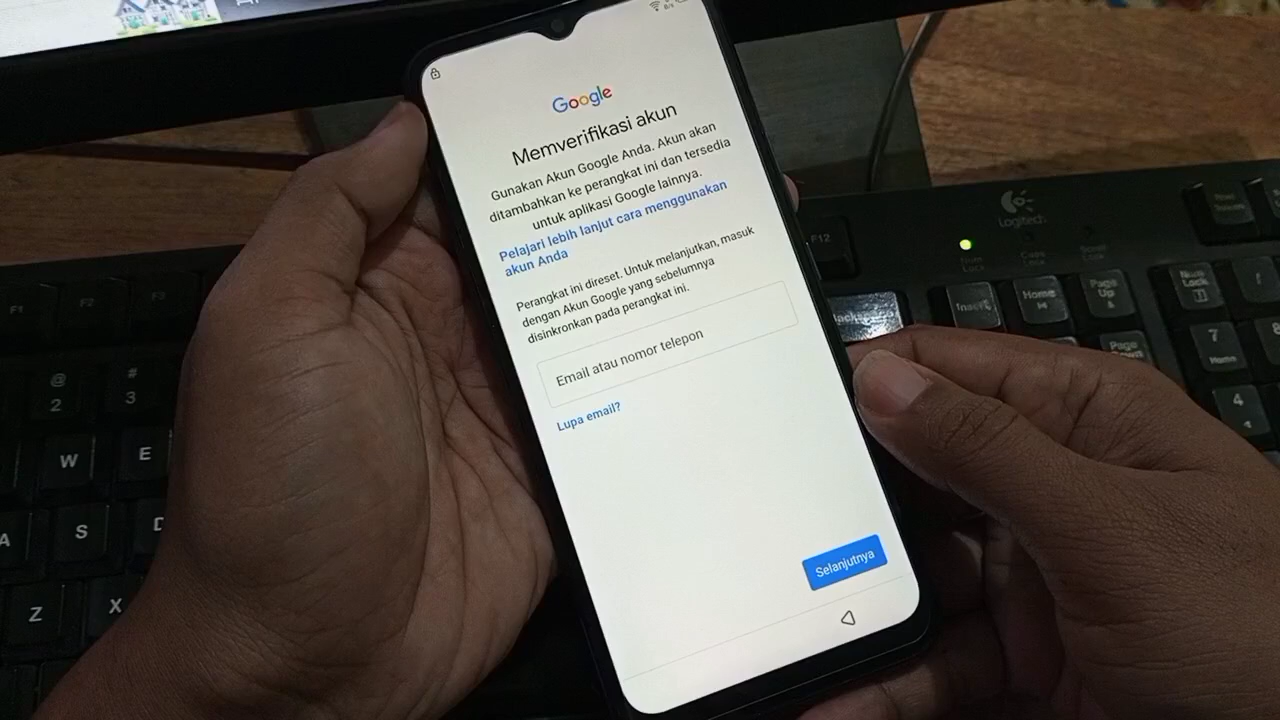 Google
Memverifikasi akun
Gunakan Akun Google Anda. Akun akan
ditambahkan ke perangkat ini dan tersedia
untuk aplikasi Google lainnya.
Pelajari lebih lanjut cara menggunakan
akun Anda
Perangkat ini direset. Untuk melanjutkan, masuk
dengan Akun Google yang sebelumnya
disinkronkan pada perangkat ini.
Email atau nomor telepon
Lupa email?
Selanjutnya
Logitech
F12
Num Lock
Insert
Home
Page Up
Num Lock
7 Home
4
F1
F2
F3
@ 2
# 3
W
E
A
S
D
Z
X